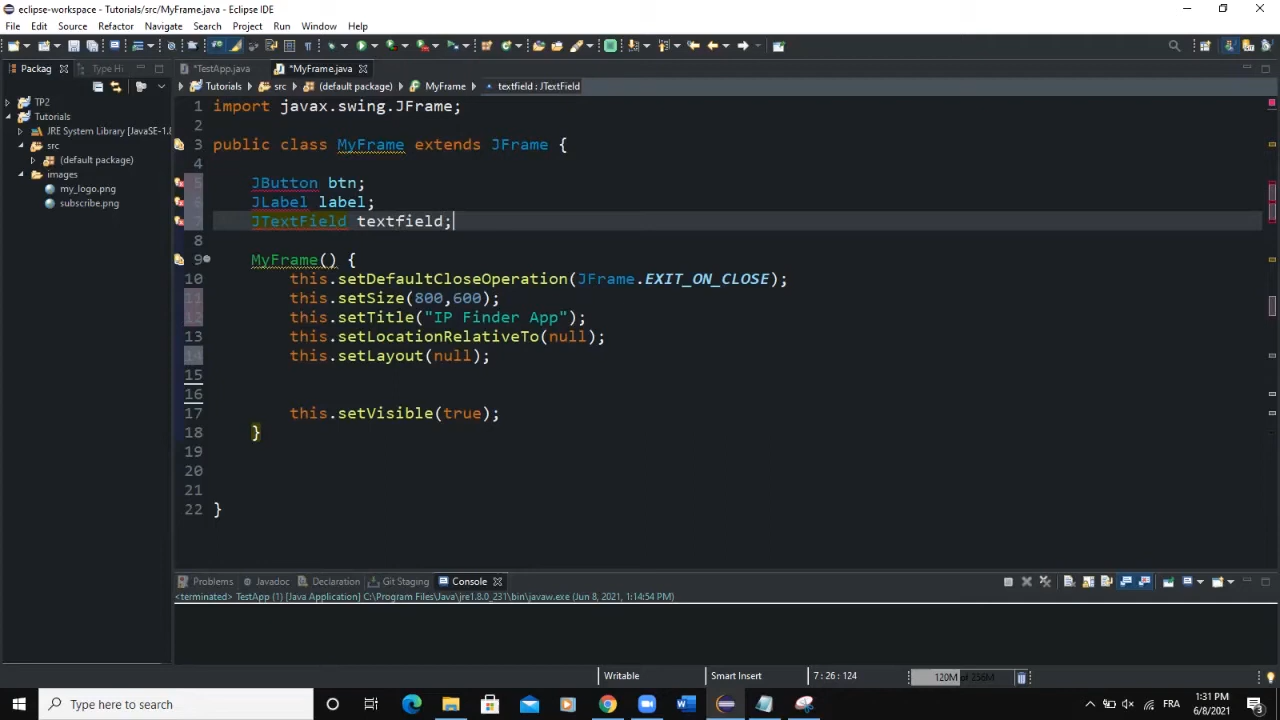 eclipse-workspace - Tutorials/src/MyFrame.java - Eclipse IDE
File Edit Source Refactor Navigate Search Project Run Window Help
Packag Type Hi *TestApp.java *MyFrame.java
Tutorials src (default package) MyFrame textfield : JTextField
TP2
Tutorials
JRE System Library [JavaSE-1.8
src
(default package)
images
my_logo.png
subscribe.png
1 import javax.swing.JFrame;
2
3 public class MyFrame extends JFrame {
4
5 JButton btn;
6 JLabel label;
7 JTextField textfield;
8
9 MyFrame() {
10 this.setDefaultCloseOperation(JFrame.EXIT_ON_CLOSE);
11 this.setSize(800,600);
12 this.setTitle("IP Finder App");
13 this.setLocationRelativeTo(null);
14 this.setLayout(null);
15
16
17 this.setVisible(true);
18 }
19
20
21
22 }
Problems Javadoc Declaration Git Staging Console
<terminated> TestApp (1) [Java Application] C:\Program Files\Java\jre1.8.0_231\bin\javaw.exe (Jun 8, 2021, 1:14:54 PM)
Writable Smart Insert 7 : 26 : 124 120M of 256M
Type here to search
FRA
1:31 PM
6/8/2021
3